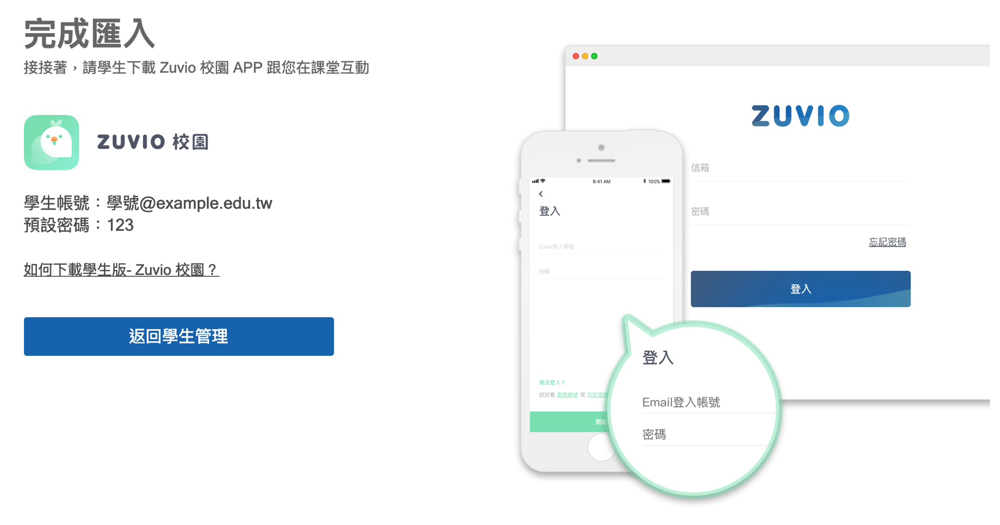 完成匯入
接接著，請學生下載 Zuvio 校園 APP 跟您在課堂互動
ZUVIO 校園
學生帳號：學號@example.edu.tw
預設密碼：123
如何下載學生版- Zuvio 校園？
返回學生管理
ZUVIO
信箱
密碼
忘記密碼
登入
9:41 AM
100%
登入
Email登入帳號
密碼
無法登入？
試試看 查詢帳號 或 忘記密碼
開始
登入
Email登入帳號
密碼